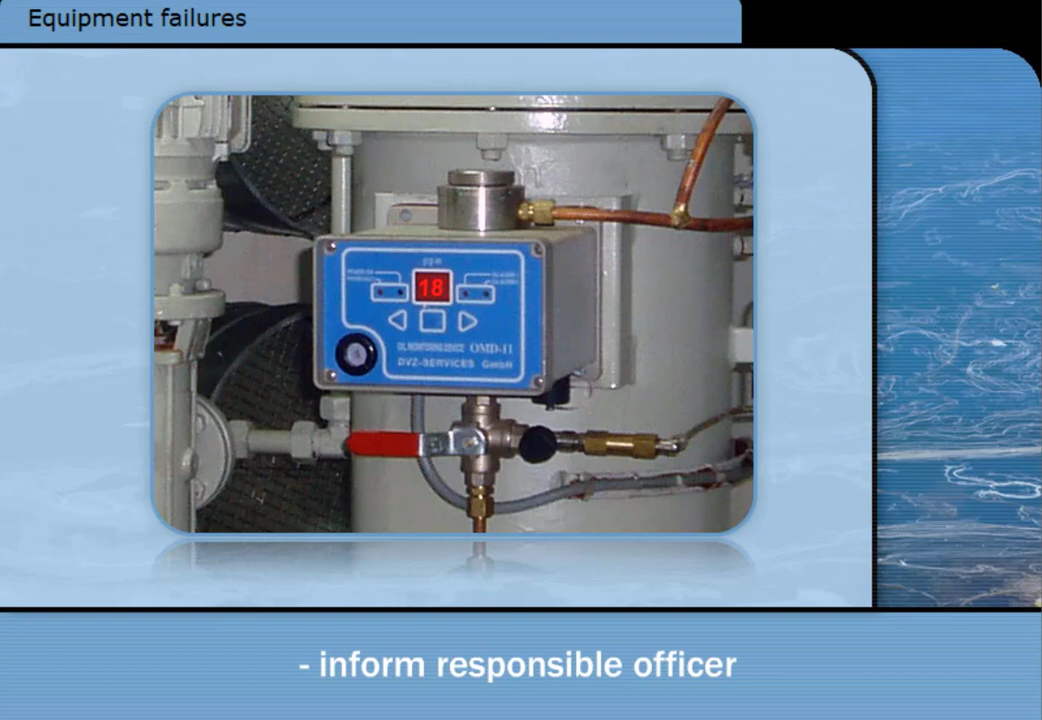 Equipment failures
ppm
18
OIL MONITORING DEVICE OMD-11
DVZ-SERVICES GmbH
- inform responsible officer